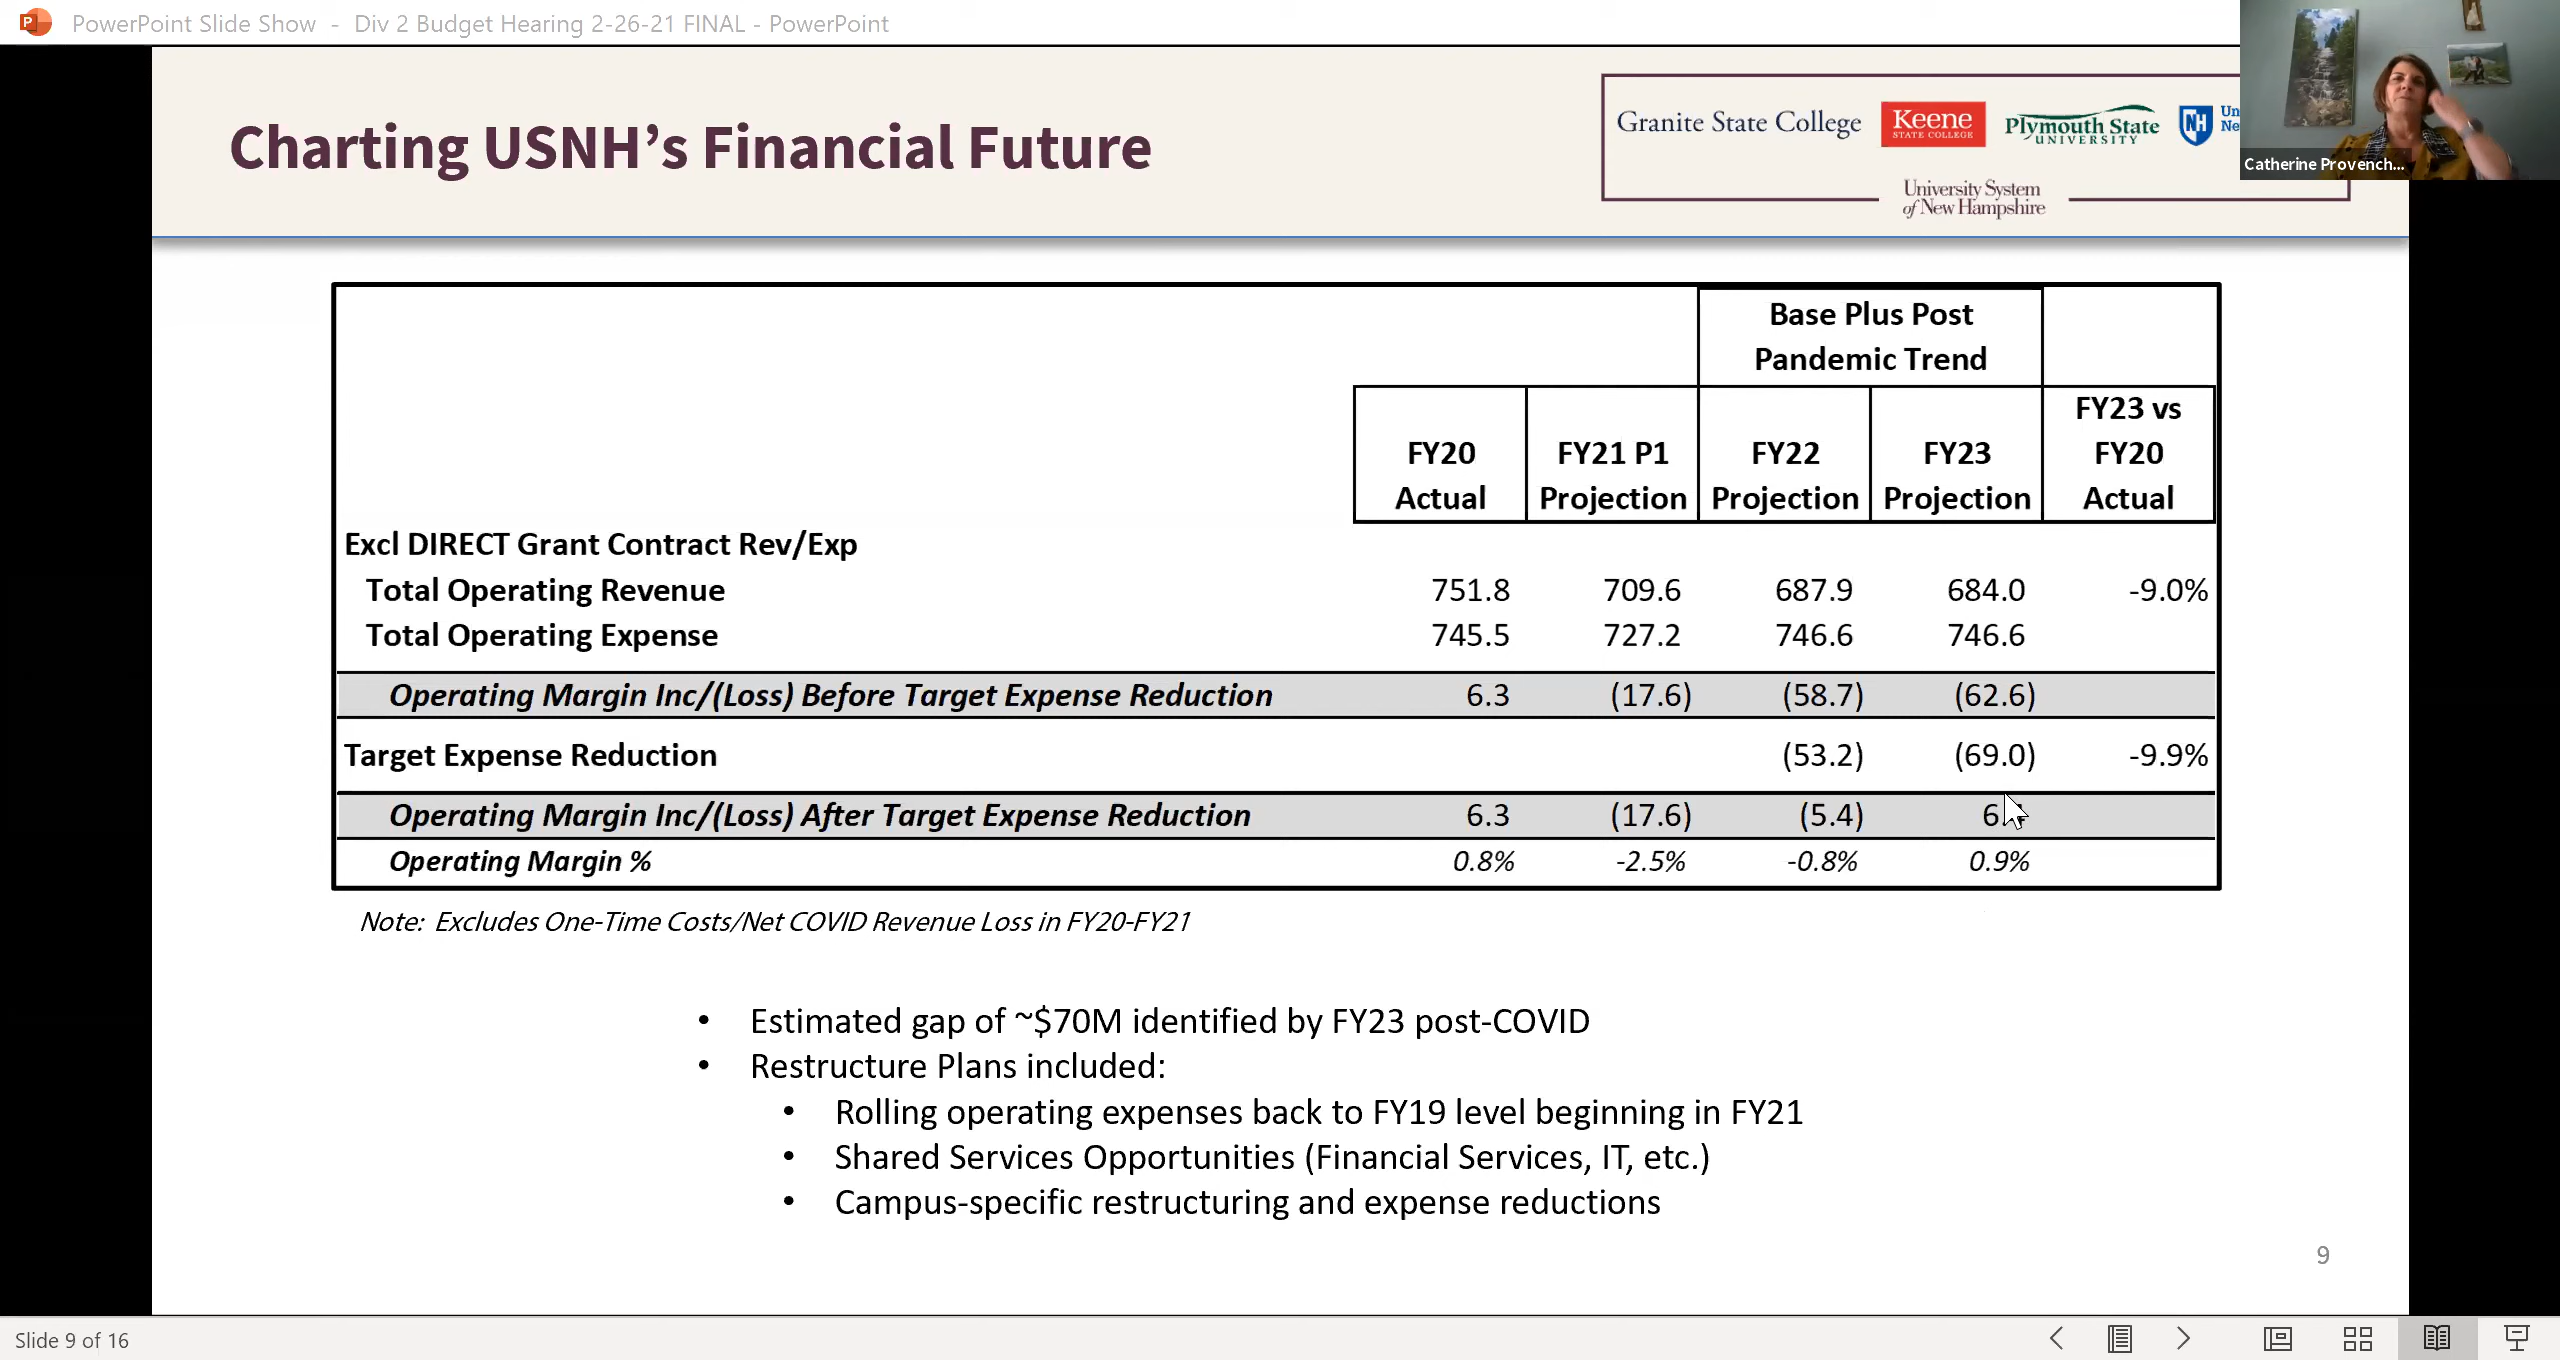 PowerPoint Slide Show - Div 2 Budget Hearing 2-26-21 FINAL - PowerPoint
Charting USNH's Financial Future
Granite State College
Keene
STATE COLLEGE
Plymouth State
UNIVERSITY
NH
University System
of New Hampshire
Catherine Provench...
Base Plus Post
Pandemic Trend
FY20 Actual FY21 P1 Projection FY22 Projection FY23 Projection FY23 vs FY20 Actual
Excl DIRECT Grant Contract Rev/Exp
Total Operating Revenue 751.8 709.6 687.9 684.0 -9.0%
Total Operating Expense 745.5 727.2 746.6 746.6
Operating Margin Inc/(Loss) Before Target Expense Reduction 6.3 (17.6) (58.7) (62.6)
Target Expense Reduction (53.2) (69.0) -9.9%
Operating Margin Inc/(Loss) After Target Expense Reduction 6.3 (17.6) (5.4)
Operating Margin % 0.8% -2.5% -0.8% 0.9%
Note: Excludes One-Time Costs/Net COVID Revenue Loss in FY20-FY21
• Estimated gap of ~$70M identified by FY23 post-COVID
• Restructure Plans included:
• Rolling operating expenses back to FY19 level beginning in FY21
• Shared Services Opportunities (Financial Services, IT, etc.)
• Campus-specific restructuring and expense reductions
9
Slide 9 of 16